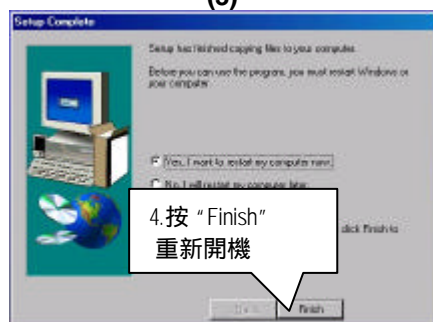 (3)
Setup Complete
Setup has finished copying files to your computer.
Before you can use the program, you must restart Windows or
your computer.
Yes, I want to restart my computer now.
No, I will restart my computer later.
click Finish to
4.按 “Finish”
重新開機
Finish